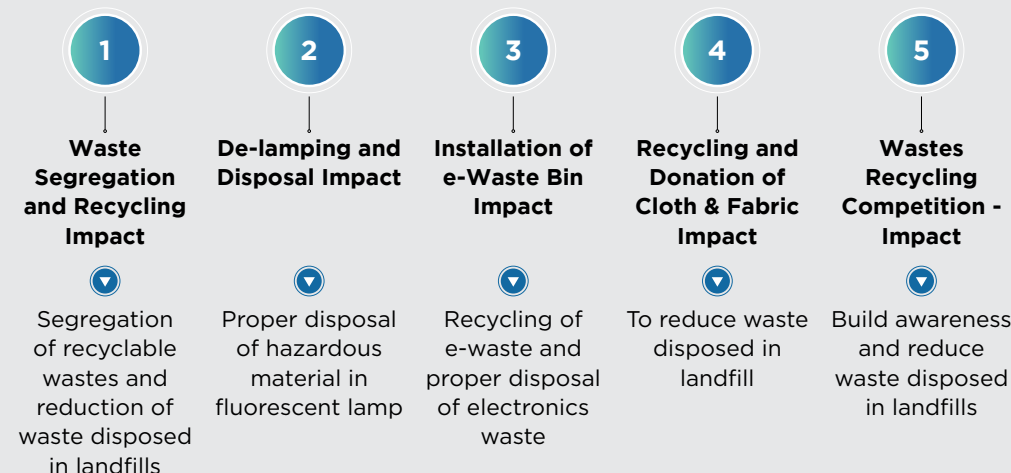 1
Waste
Segregation
and Recycling
Impact
Segregation
of recyclable
wastes and
reduction of
waste disposed
in landfills
2
De-lamping and
Disposal Impact
Proper disposal
of hazardous
material in
fluorescent lamp
3
Installation of
e-Waste Bin
Impact
Recycling of
e-waste and
proper disposal
of electronics
waste
4
Recycling and
Donation of
Cloth & Fabric
Impact
To reduce waste
disposed in
landfill
5
Wastes
Recycling
Competition -
Impact
Build awareness
and reduce
waste disposed
in landfills